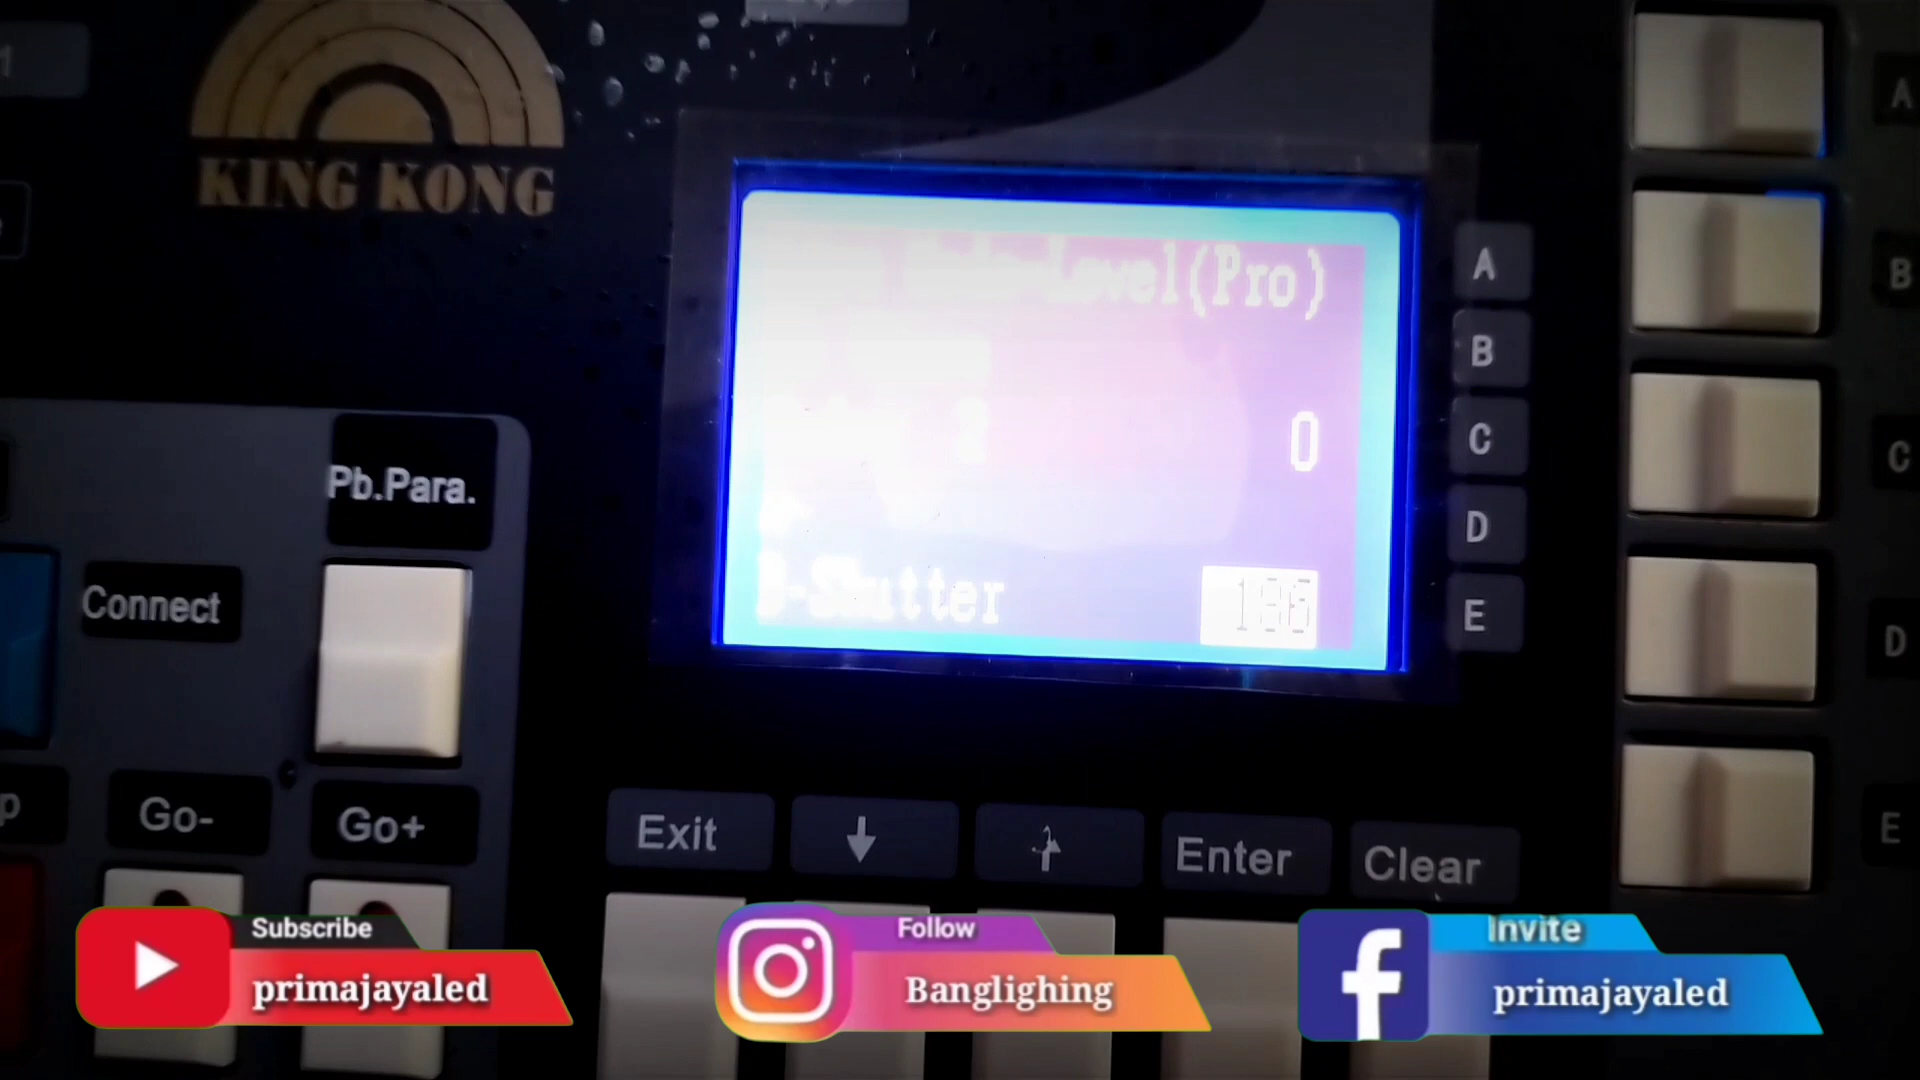 KING KONG
Level(Pro)
2
0
B-Shutter
A
B
C
D
E
A
B
C
D
E
Pb.Para.
Connect
Go-
Go+
Exit
Enter
Clear
Subscribe
primajayaled
Follow
Banglighing
Invite
primajayaled